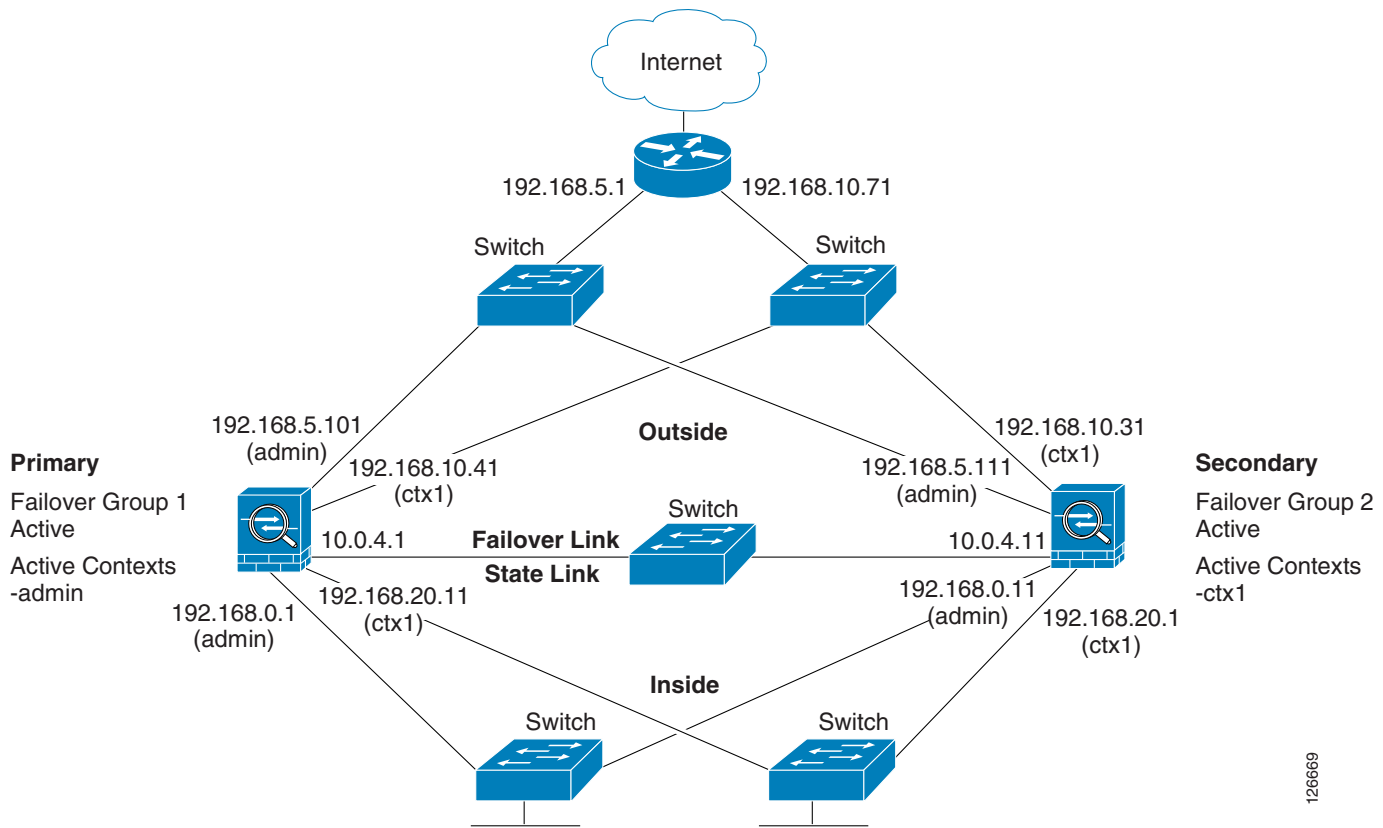 Internet
192.168.5.1
192.168.10.71
Switch
Switch
192.168.5.101
(admin)
192.168.10.41
(ctx1)
Outside
192.168.10.31
(ctx1)
192.168.5.111
(admin)
Primary
Failover Group 1
Active
Active Contexts
-admin
Secondary
Failover Group 2
Active
Active Contexts
-ctx1
Switch
10.0.4.1
Failover Link
State Link
10.0.4.11
192.168.0.1
(admin)
192.168.20.11
(ctx1)
192.168.0.11
(admin)
192.168.20.1
(ctx1)
Inside
Switch
Switch
126669